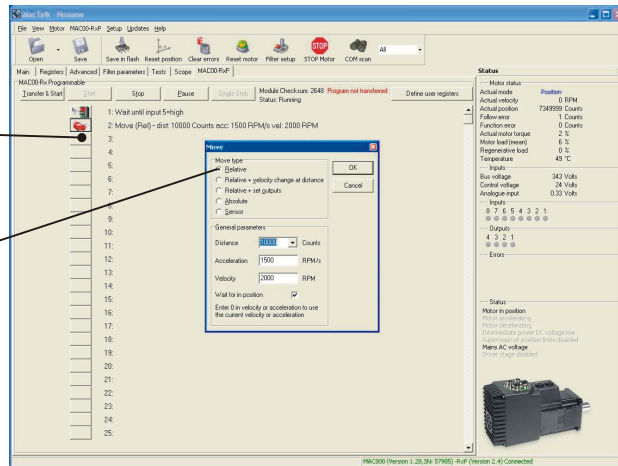 MacTalk - Noname
File View Motor MAC00-RxP Setup Updates Help
Open Save Save in flash Reset position Clear errors Reset motor Filter setup STOP Motor COM scan All
STOP
Main Registers Advanced Filter parameters Tests Scope MAC00-RxP
MAC00-Rx Programmable
Transfer & Start Start Stop Pause Single Step Module Checksum: 2648 Program not transferred Define user registers
Status: Running
1: Wait until input 5=high
2: Move (Rel) - dist 10000 Counts acc: 1500 RPM/s vel: 2000 RPM
3:
4:
5:
6:
7:
8:
9:
10:
11:
12:
13:
14:
15:
16:
17:
18:
19:
20:
21:
22:
23:
24:
25:
Move
Move type
Relative
Relative + velocity change at distance
Relative + set outputs
Absolute
Sensor
OK
Cancel
General parameters
Distance 10000 Counts
Acceleration 1500 RPM/s
Velocity 2000 RPM
Wait for in position
Enter 0 in velocity or acceleration to use
the current velocity or acceleration
Status
Motor status
Actual mode Position
Actual velocity 0 RPM
Actual position 7349999 Counts
Follow error 1 Counts
Function error 0 Counts
Actual motor torque 2 %
Motor load (mean) 6 %
Regenerative load 0 %
Temperature 49 °C
Inputs
Bus voltage 343 Volts
Control voltage 24 Volts
Analogue input 0.33 Volts
Inputs
8 7 6 5 4 3 2 1
Outputs
4 3 2 1
Errors
Status
Motor in position
Motor accelerating
Motor decelerating
Intermediate power DC voltage low
Supervision of position limits disabled
Mains AC voltage
Driver stage disabled
MAC800 (Version 1.28,SN: 57985) -RxP (Version 2.4) Connected